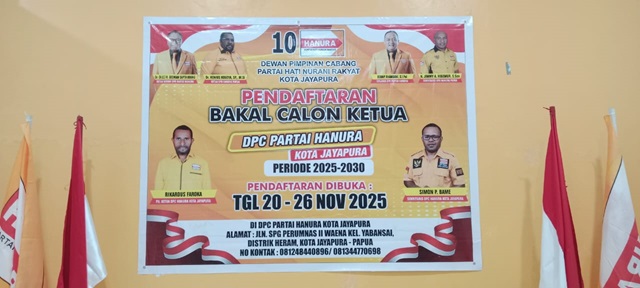 10 HANURA
DEWAN PIMPINAN CABANG
PARTAI HATI NURANI RAKYAT
KOTA JAYAPURA
PENDAFTARAN
BAKAL CALON KETUA
DPC PARTAI HANURA
KOTA JAYAPURA
PERIODE 2025-2030
RIKARDUS FAROKA
SIMON P. BAME
PENDAFTARAN DIBUKA :
TGL 20 - 26 NOV 2025
DI DPC PARTAI HANURA KOTA JAYAPURA
ALAMAT : JLN. SPG PERUMNAS II WAENA KEL. YABANSAI,
DISTRIK HERAM, KOTA JAYAPURA - PAPUA
NO KONTAK : 081248440896/ 081344770698